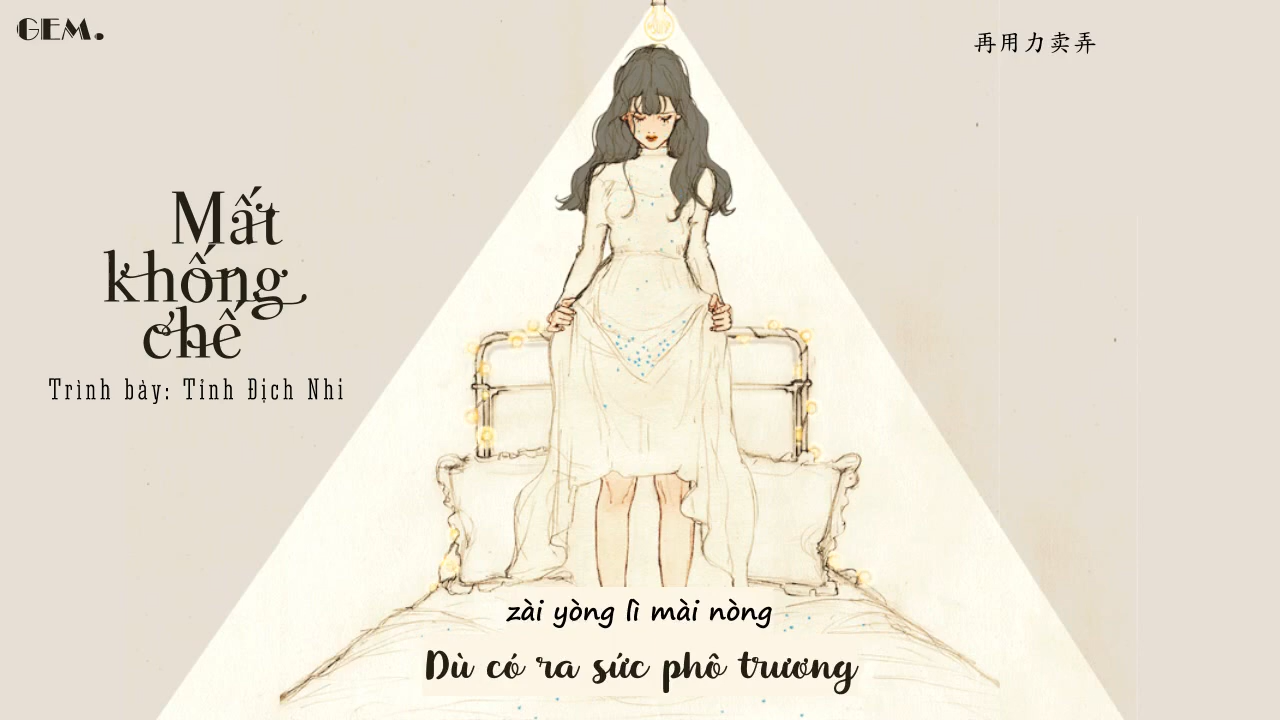 GEM.
再用力卖弄
Mất
không
chế
Trình bày: Tỉnh Địch Nhi
zài yòng lì mài nòng
Dù có ra sức phô trương